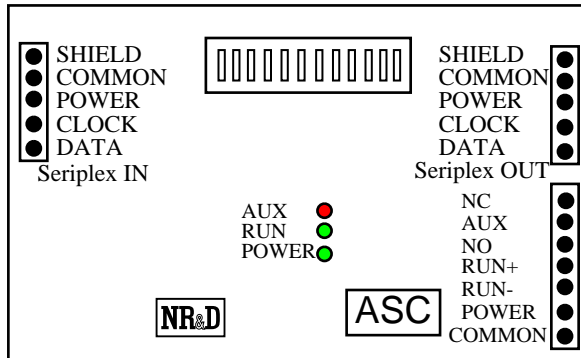 SHIELD
COMMON
POWER
CLOCK
DATA
Seriplex IN
SHIELD
COMMON
POWER
CLOCK
DATA
Seriplex OUT
AUX
RUN
POWER
NC
AUX
NO
RUN+
RUN-
POWER
COMMON
NR&D
ASC